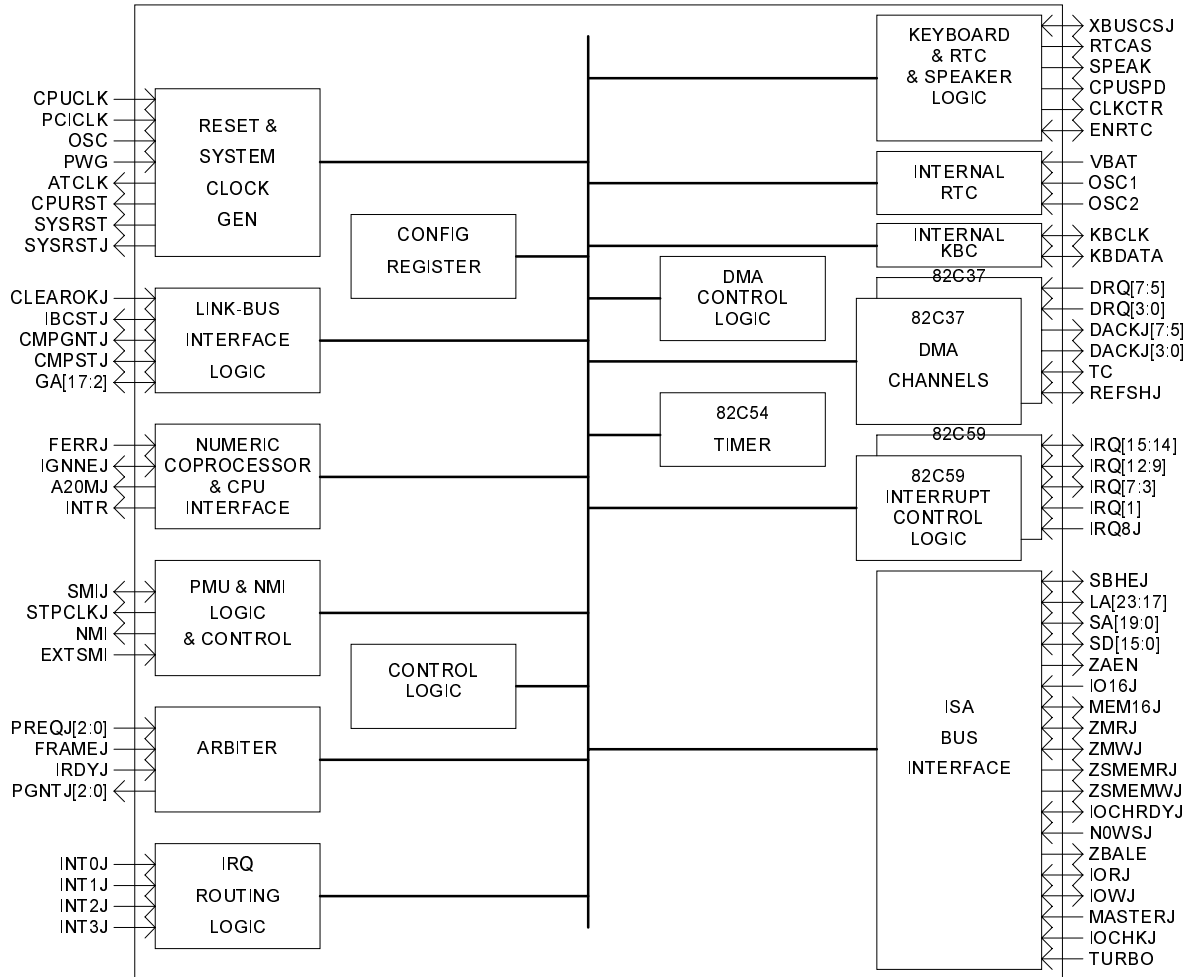 CPUCLK
PCICLK
OSC
PWG
ATCLK
CPURST
SYSRST
SYSRSTJ
RESET &
SYSTEM
CLOCK
GEN
CONFIG
REGISTER
CLEAROKJ
IBCSTJ
CMPGNTJ
CMPSTJ
GA[17:2]
LINK-BUS
INTERFACE
LOGIC
FERRJ
IGNNEJ
A20MJ
INTR
NUMERIC
COPROCESSOR
& CPU
INTERFACE
SMIJ
STPCLKJ
NMI
EXTSMI
PMU & NMI
LOGIC
& CONTROL
CONTROL
LOGIC
PREQJ[2:0]
FRAMEJ
IRDYJ
PGNTJ[2:0]
ARBITER
INT0J
INT1J
INT2J
INT3J
IRQ
ROUTING
LOGIC
KEYBOARD
& RTC
& SPEAKER
LOGIC
XBUSCSJ
RTCAS
SPEAK
CPUSPD
CLKCTR
ENRTC
INTERNAL
RTC
VBAT
OSC1
OSC2
INTERNAL
KBC
KBCLK
KBDATA
DMA
CONTROL
LOGIC
82C37
82C37
DMA
CHANNELS
DRQ[7:5]
DRQ[3:0]
DACKJ[7:5]
DACKJ[3:0]
TC
REFSHJ
82C54
TIMER
82C59
82C59
INTERRUPT
CONTROL
LOGIC
IRQ[15:14]
IRQ[12:9]
IRQ[7:3]
IRQ[1]
IRQ8J
ISA
BUS
INTERFACE
SBHEJ
LA[23:17]
SA[19:0]
SD[15:0]
ZAEN
IO16J
MEM16J
ZMRJ
ZMWJ
ZSMEMRJ
ZSMEMWJ
IOCHRDYJ
N0WSJ
ZBALE
IORJ
IOWJ
MASTERJ
IOCHKJ
TURBO